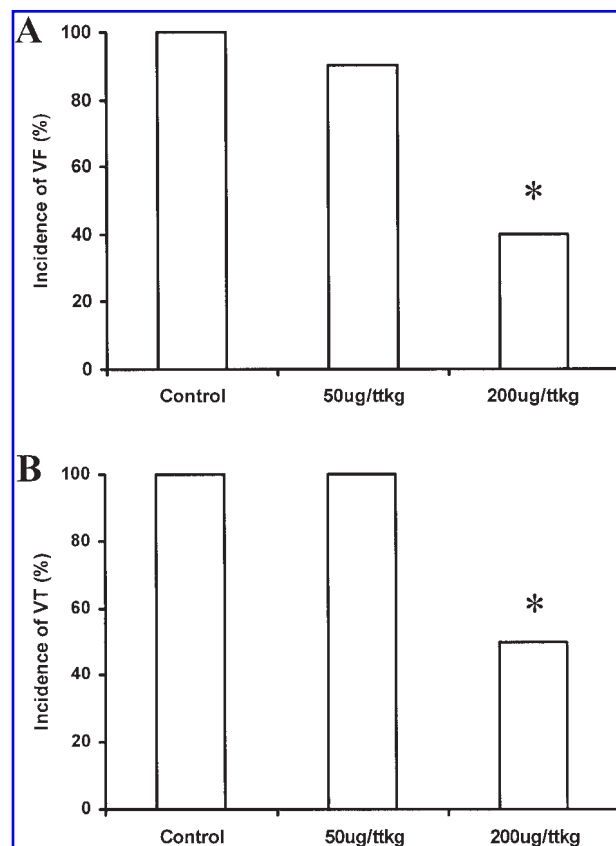 A
Incidence of VF (%)
100
80
60
40
20
0
*
Control 50ug/ttkg 200ug/ttkg
B
Incidence of VT (%)
100
80
60
40
20
0
*
Control 50ug/ttkg 200ug/ttkg